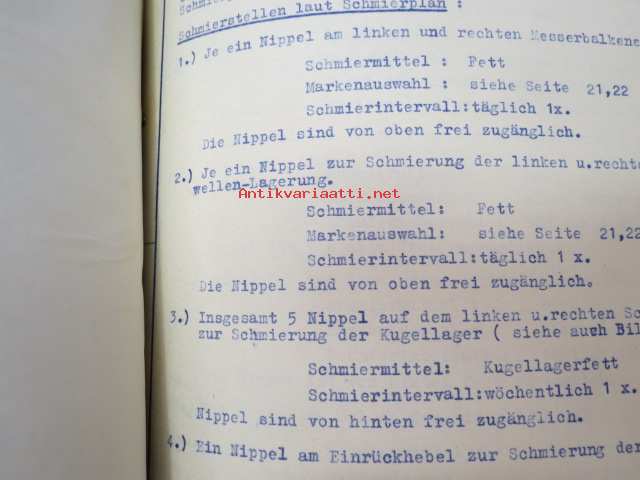 Schmierstellen laut Schmierplan :
1.) Je ein Nippel am linken und rechten Messerbalkene
Schmiermittel : Fett
Markenauswahl : siehe Seite 21,22
Schmierintervall:täglich 1x.
Die Nippel sind von oben frei zugänglich.
2.) Je ein Nippel zur Schmierung der linken u.rechte
wellen-Lagerung.
Antikvariaatti.net
Schmiermittel: Fett
Markenauswahl: siehe Seite 21,22
Schmierintervall:täglich 1 x.
Die Nippel sind von oben frei zugänglich.
3.) Insgesamt 5 Nippel auf dem linken u.rechten Sc
zur Schmierung der Kugellager ( siehe auch Bil
Schmiermittel: Kugellagerfett
Schmierintervall:wöchentlich 1 x.
Nippel sind von hinten frei zugänglich.
4.) Ein Nippel am Einrückhebel zur Schmierung der